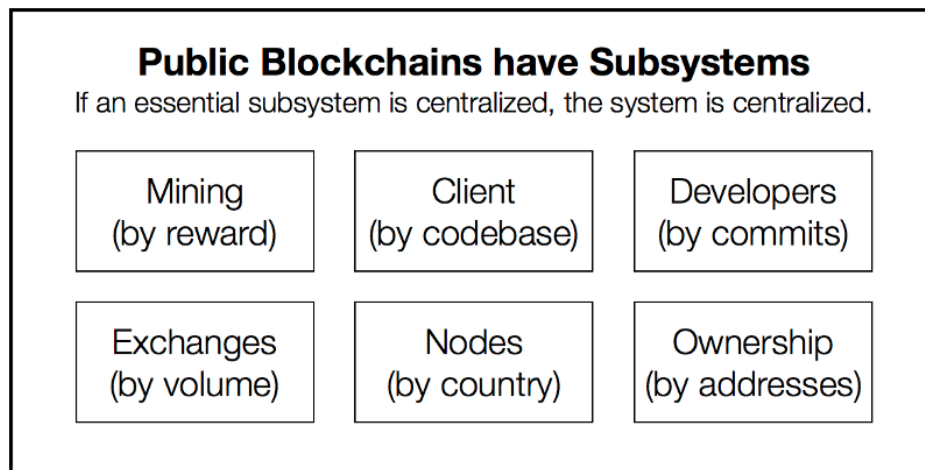 Public Blockchains have Subsystems
If an essential subsystem is centralized, the system is centralized.
Mining
(by reward)
Client
(by codebase)
Developers
(by commits)
Exchanges
(by volume)
Nodes
(by country)
Ownership
(by addresses)